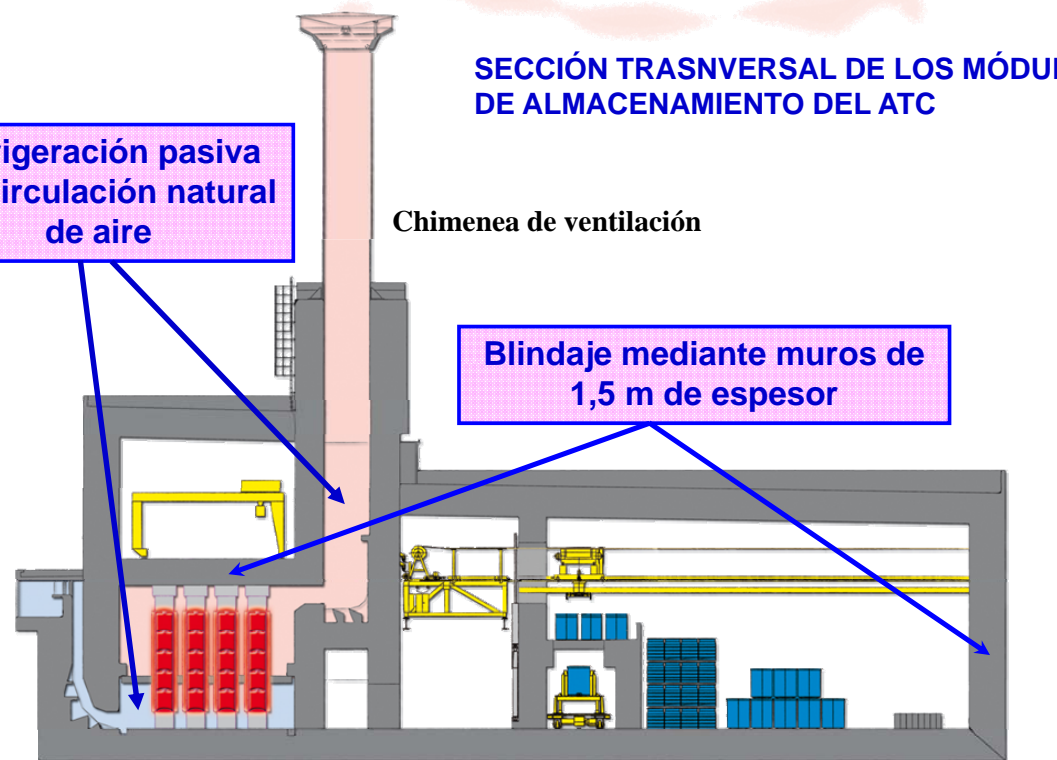 SECCIÓN TRASNVERSAL DE LOS MÓDUL
DE ALMACENAMIENTO DEL ATC
rigeración pasiva
irculación natural
de aire
Chimenea de ventilación
Blindaje mediante muros de
1,5 m de espesor